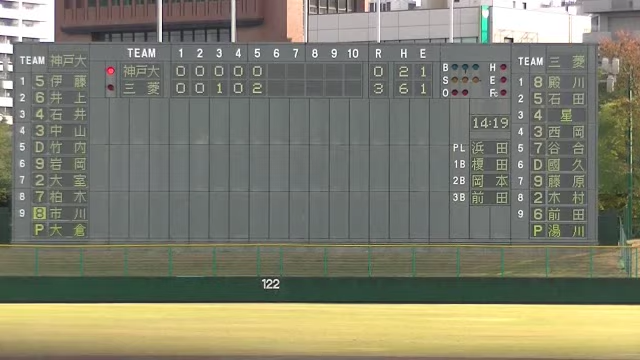 TEAM 神戸大
1 5 伊藤
2 6 井上
3 4 石井
4 3 中山
5 D 竹内
6 9 岩岡
7 2 大室
8 7 柏木
9 8 市川
P 大倉
TEAM 1 2 3 4 5 6 7 8 9 10 R H E
神戸大 0 0 0 0 0 0 2 1
三菱 0 0 1 0 2 3 6 1
B H
S E
O Fc
14:19
PL 浜田
1B 榎田
2B 岡本
3B 前田
TEAM 三菱
1 8 殿川
2 5 石田
3 4 星
4 3 西岡
5 7 谷合
6 D 國久
7 9 藤原
8 2 木村
9 6 前田
P 湯川
122